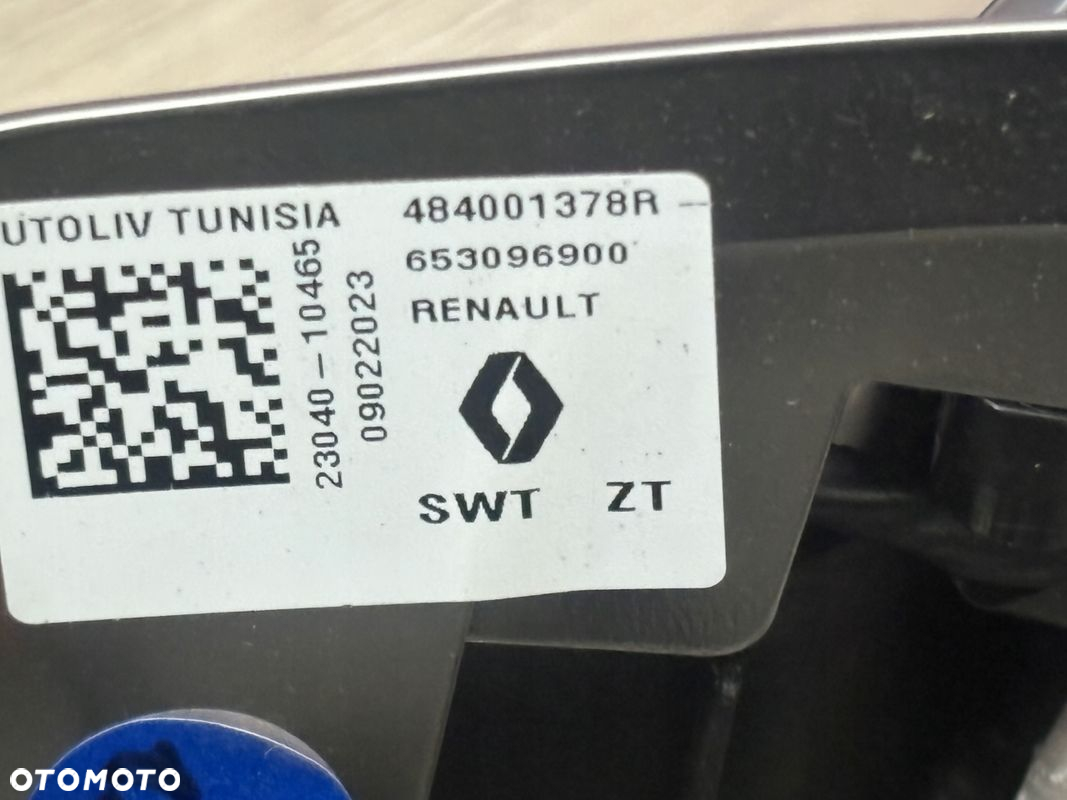 UTOLIV TUNISIA
23040-10465
09022023
484001378R
653096900
RENAULT
SWT ZT
OTOMOTO